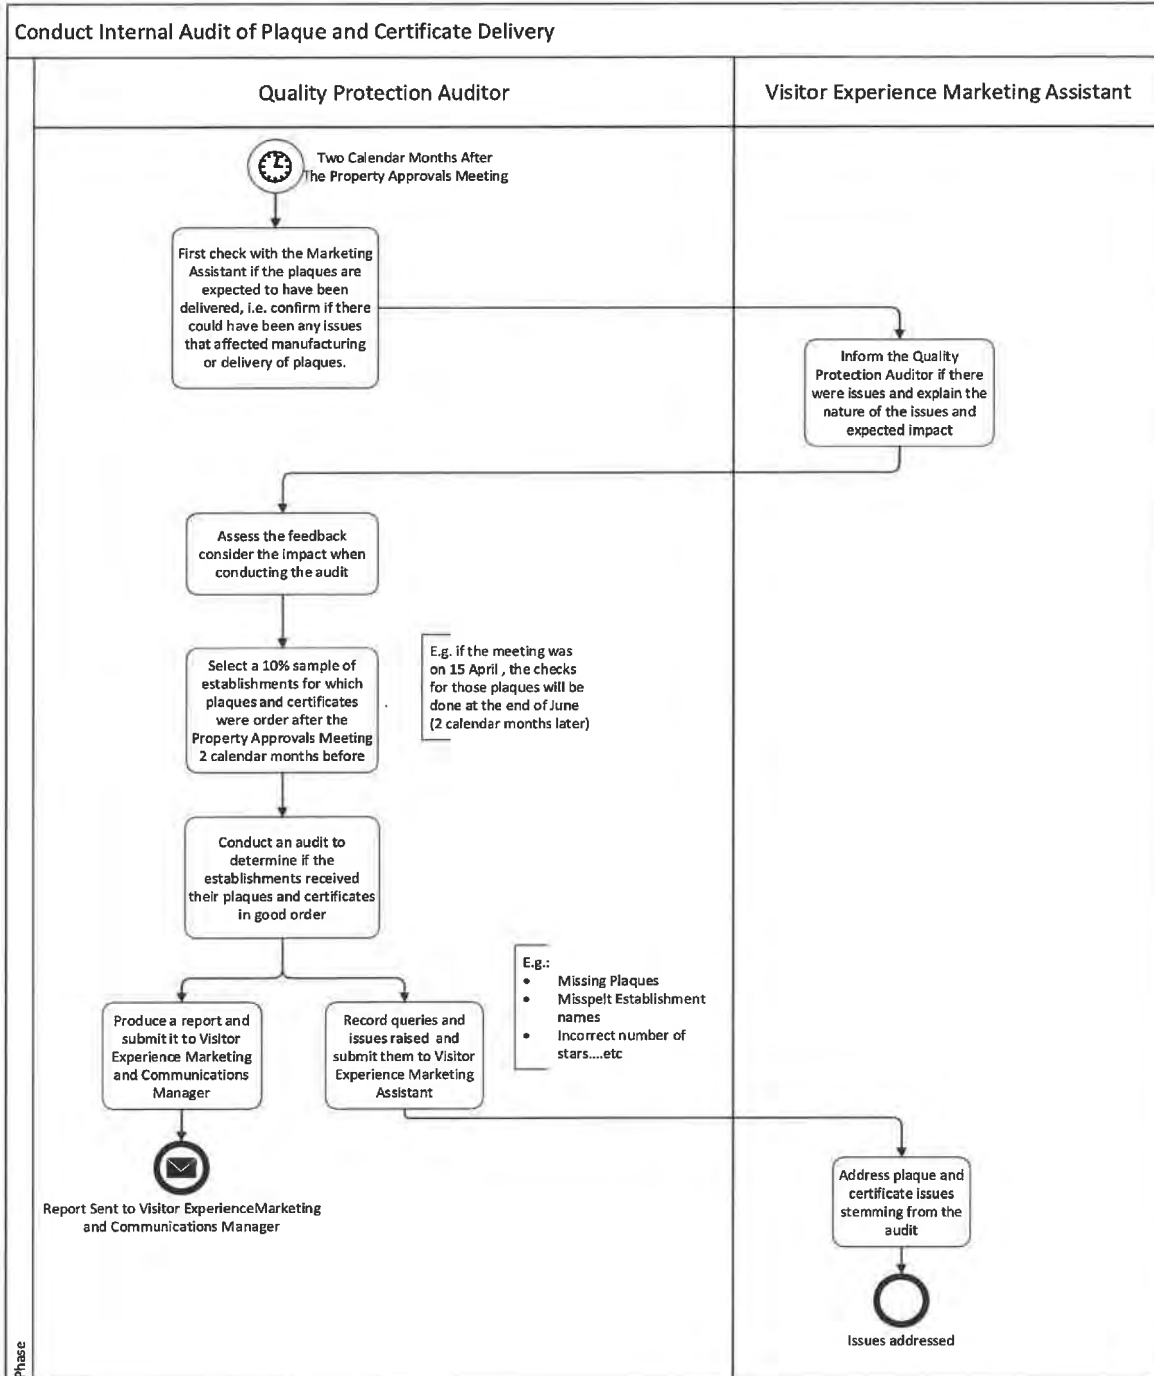 Conduct Internal Audit of Plaque and Certificate Delivery
Quality Protection Auditor
Visitor Experience Marketing Assistant
Two Calendar Months After
The Property Approvals Meeting
First check with the Marketing
Assistant if the plaques are
expected to have been
delivered, i.e. confirm if there
could have been any issues
that affected manufacturing
or delivery of plaques.
Inform the Quality
Protection Auditor if there
were issues and explain the
nature of the issues and
expected impact
Assess the feedback
consider the impact when
conducting the audit
Select a 10% sample of
establishments for which
plaques and certificates
were order after the
Property Approvals Meeting
2 calendar months before
E.g. if the meeting was
on 15 April , the checks
for those plaques will be
done at the end of June
(2 calendar months later)
Conduct an audit to
determine if the
establishments received
their plaques and certificates
in good order
E.g.:
• Missing Plaques
• Misspelt Establishment
names
• Incorrect number of
stars....etc
Produce a report and
submit it to Visitor
Experience Marketing
and Communications
Manager
Record queries and
issues raised and
submit them to Visitor
Experience Marketing
Assistant
Report Sent to Visitor ExperienceMarketing
and Communications Manager
Address plaque and
certificate issues
stemming from the
audit
Issues addressed
Phase